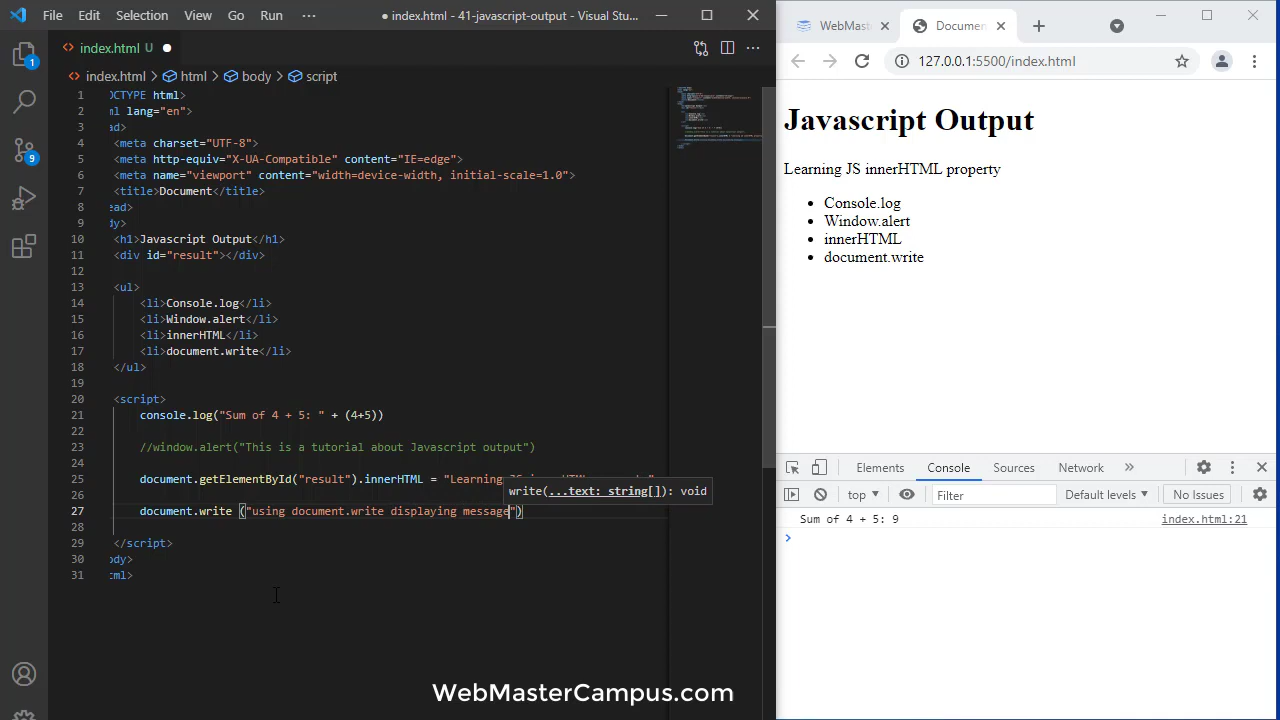 File Edit Selection View Go Run ··· ● index.html - 41-javascript-output - Visual Stu...
index.html U ●
index.html > html > body > script
1 OCTYPE html>
2 ml lang="en">
3 ad>
4 <meta charset="UTF-8">
5 <meta http-equiv="X-UA-Compatible" content="IE=edge">
6 <meta name="viewport" content="width=device-width, initial-scale=1.0">
7 <title>Document</title>
8 ead>
9 dy>
10 <h1>Javascript Output</h1>
11 <div id="result"></div>
12
13 <ul>
14 <li>Console.log</li>
15 <li>Window.alert</li>
16 <li>innerHTML</li>
17 <li>document.write</li>
18 </ul>
19
20 <script>
21 console.log("Sum of 4 + 5: " + (4+5))
22
23 //window.alert("This is a tutorial about Javascript output")
24
25 document.getElementById("result").innerHTML = "Learning
write(...text: string[]): void
26
27 document.write ("using document.write displaying message")
28
29 </script>
30 ody>
31 tml>
1
9
WebMasterCampus.com
WebMast
Documen
127.0.0.1:5500/index.html
Javascript Output
Learning JS innerHTML property
• Console.log
• Window.alert
• innerHTML
• document.write
Elements Console Sources Network »
top Filter Default levels No Issues
Sum of 4 + 5: 9 index.html:21